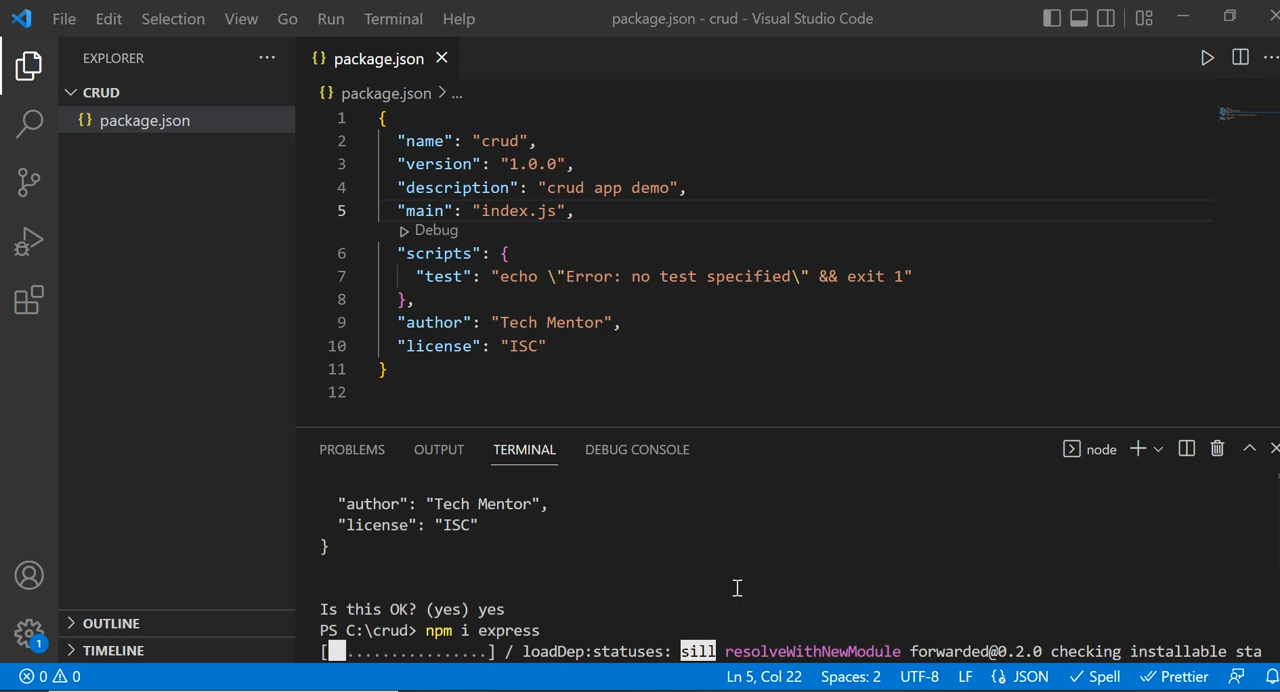 File Edit Selection View Go Run Terminal Help package.json - crud - Visual Studio Code
EXPLORER ...
CRUD
{} package.json
{} package.json ×
{} package.json > ...
1 {
2 "name": "crud",
3 "version": "1.0.0",
4 "description": "crud app demo",
5 "main": "index.js",
Debug
6 "scripts": {
7 "test": "echo \"Error: no test specified\" && exit 1"
8 },
9 "author": "Tech Mentor",
10 "license": "ISC"
11 }
12
PROBLEMS OUTPUT TERMINAL DEBUG CONSOLE node
"author": "Tech Mentor",
"license": "ISC"
}
Is this OK? (yes) yes
PS C:\crud> npm i express
[ ................] / loadDep:statuses: sill resolveWithNewModule forwarded@0.2.0 checking installable sta
OUTLINE
TIMELINE
1
0 0 Ln 5, Col 22 Spaces: 2 UTF-8 LF {} JSON Spell Prettier